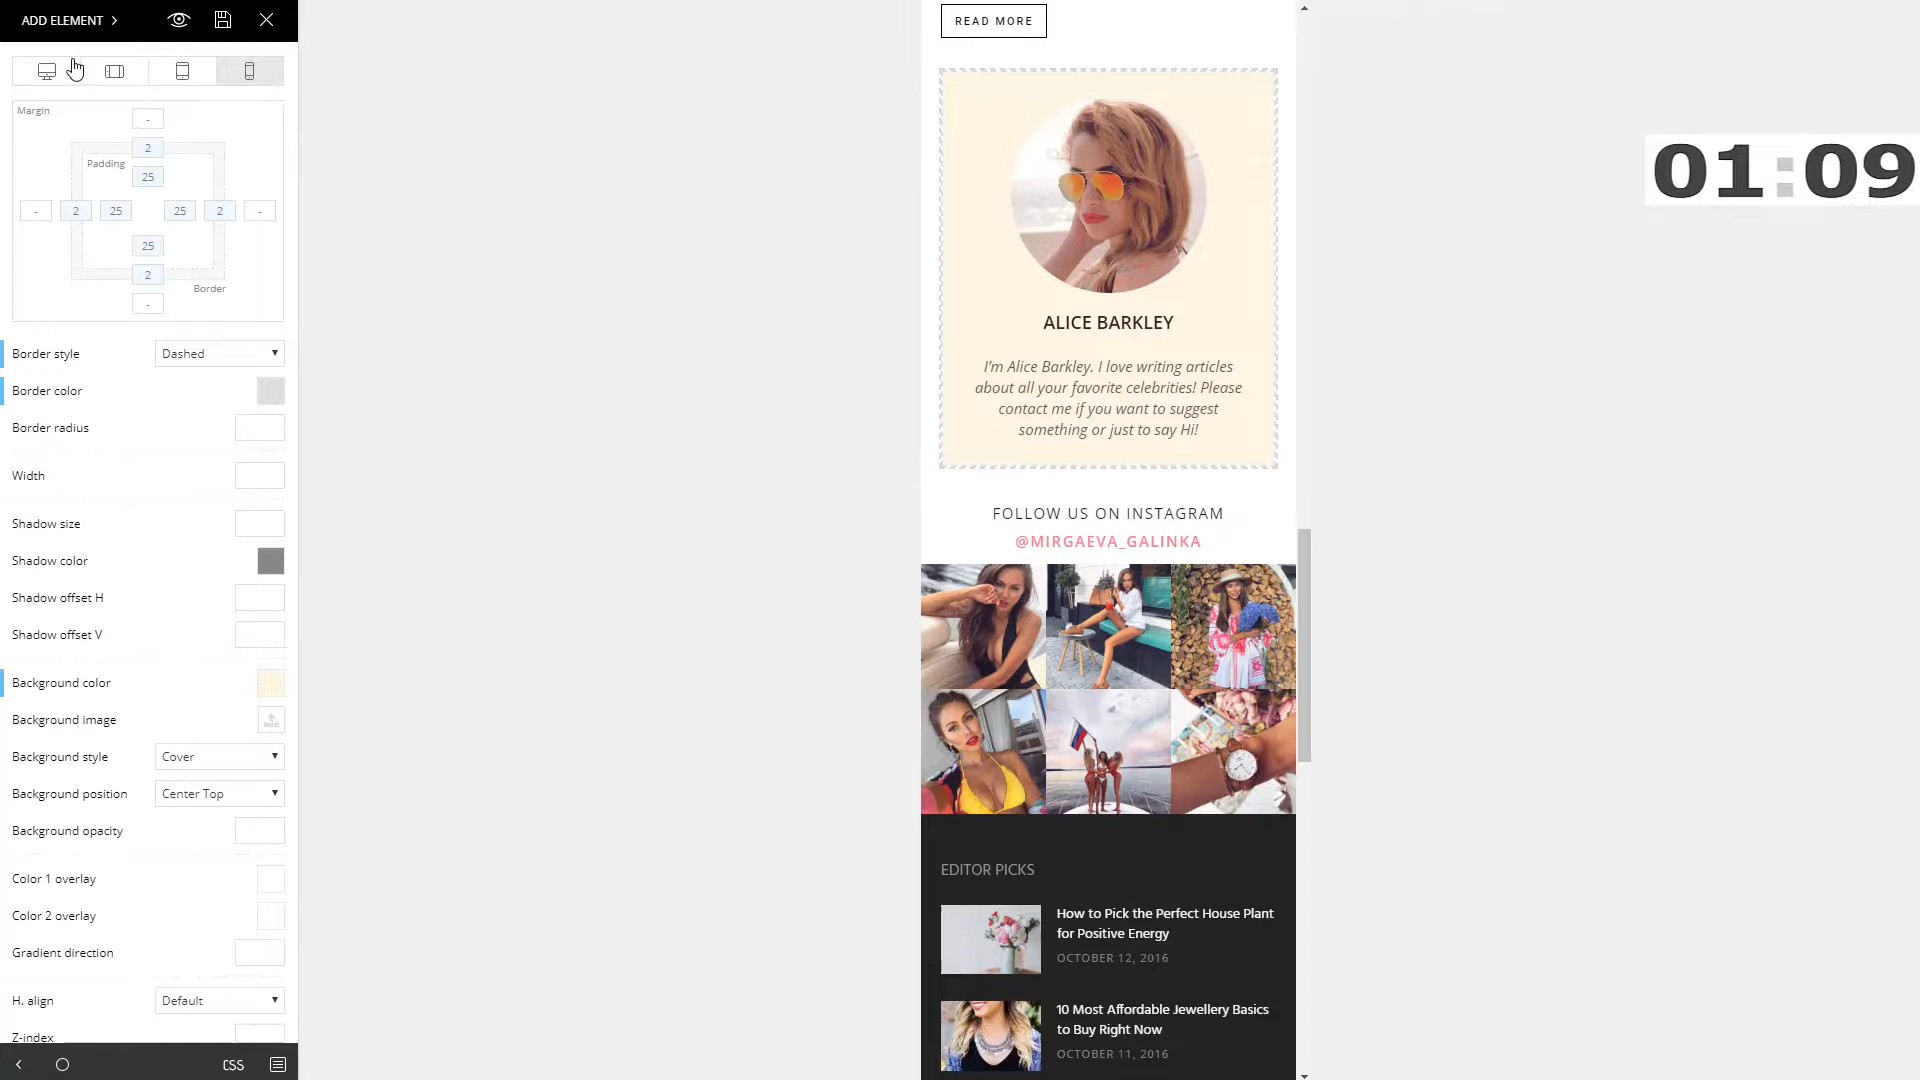 ADD ELEMENT
READ MORE
Margin
-
2
Padding
25
01:09
- 2 25 25 2 -
25
2
Border
-
ALICE BARKLEY
Border style Dashed
I'm Alice Barkley. I love writing articles
about all your favorite celebrities! Please
contact me if you want to suggest
something or just to say Hi!
Border color
Border radius
Width
FOLLOW US ON INSTAGRAM
@MIRGAEVA_GALINKA
Shadow size
Shadow color
Shadow offset H
Shadow offset V
Background color
Background image
Background style Cover
Background position Center Top
Background opacity
Color 1 overlay
Color 2 overlay
Gradient direction
H. align Default
Z-index
CSS
EDITOR PICKS
How to Pick the Perfect House Plant
for Positive Energy
OCTOBER 12, 2016
10 Most Affordable Jewellery Basics
to Buy Right Now
OCTOBER 11, 2016